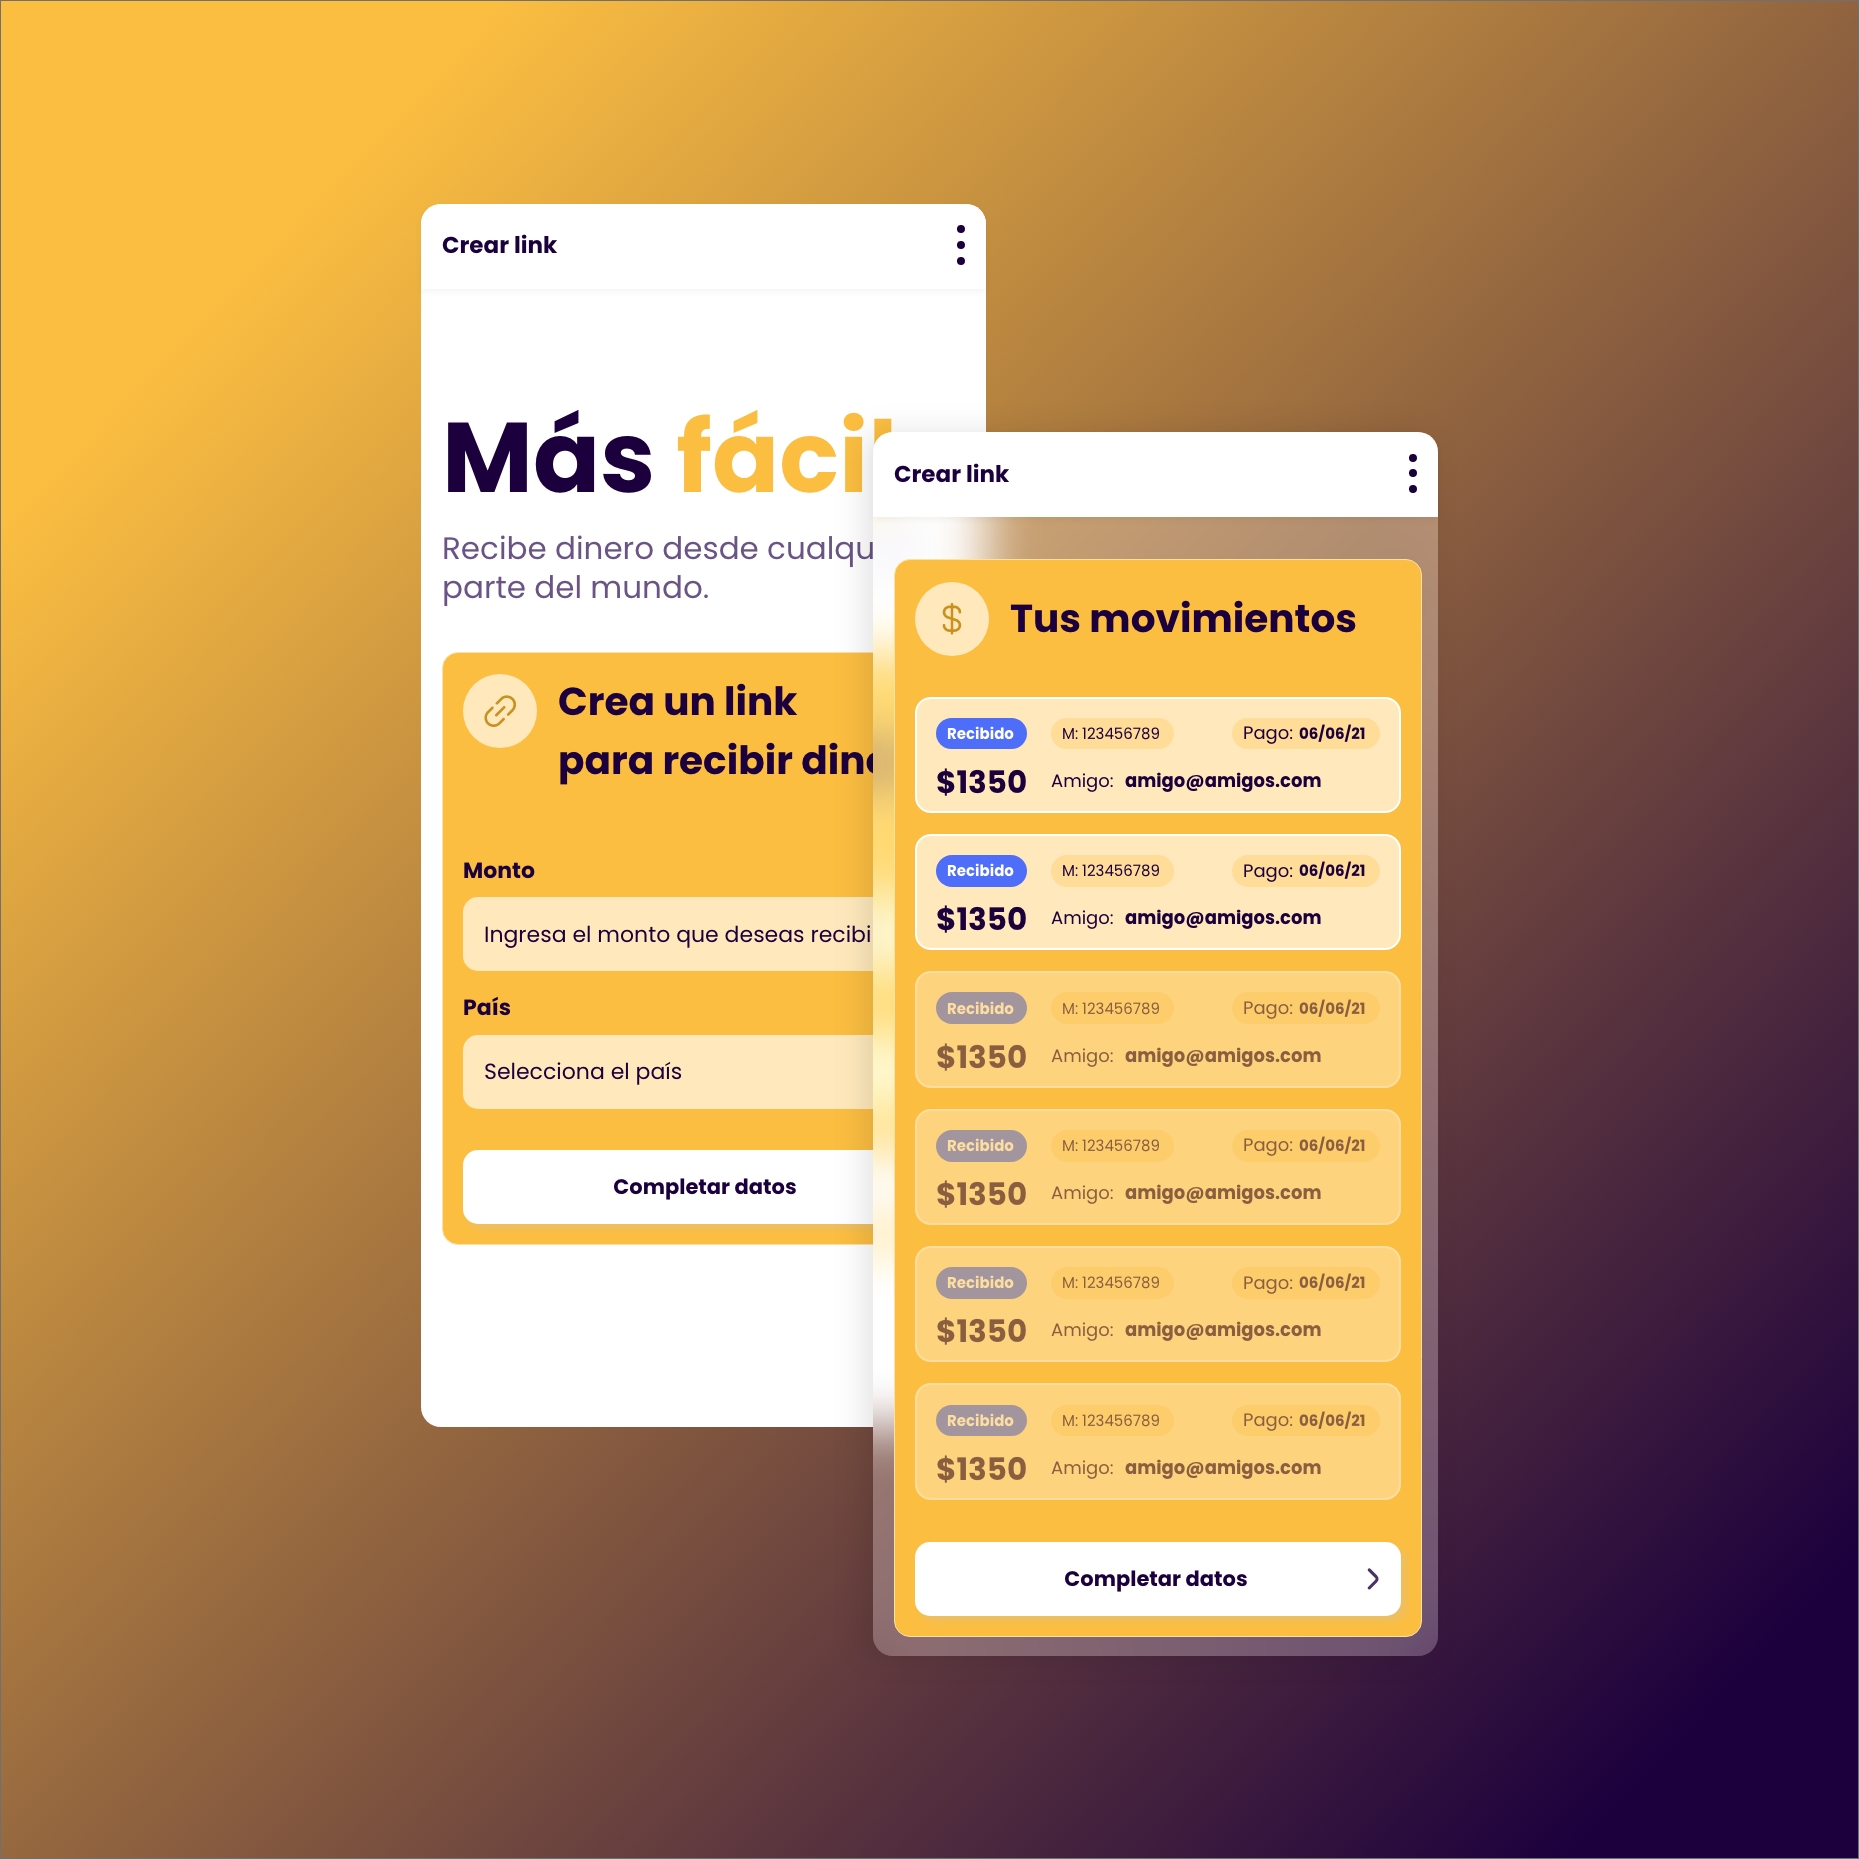 Crear link
Más fácil
Recibe dinero desde
parte del mundo.
Crea un link
para recibir
Monto
Ingresa el monto que deseas
País
Selecciona el país
Completar datos
Crear link
$ Tus movimientos
Recibido M: 123456789 Pago: 06/06/21
$1350 Amigo: amigo@amigos.com
Recibido M: 123456789 Pago: 06/06/21
$1350 Amigo: amigo@amigos.com
Recibido M: 123456789 Pago: 06/06/21
$1350 Amigo: amigo@amigos.com
Recibido M: 123456789 Pago: 06/06/21
$1350 Amigo: amigo@amigos.com
Recibido M: 123456789 Pago: 06/06/21
$1350 Amigo: amigo@amigos.com
Recibido M: 123456789 Pago: 06/06/21
$1350 Amigo: amigo@amigos.com
Completar datos